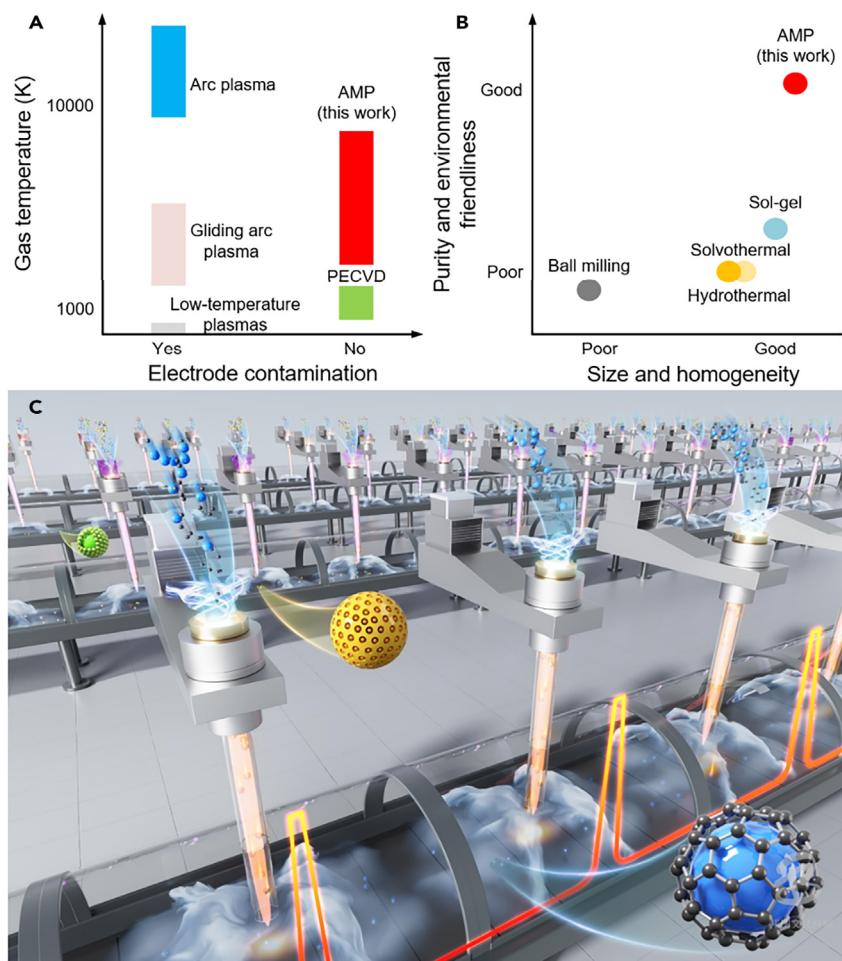 A
Gas temperature (K)
10000
1000
Arc plasma
AMP
(this work)
Gliding arc
plasma
PECVD
Low-temperature
plasmas
Yes
No
Electrode contamination
B
Purity and environmental
friendliness
Good
Poor
AMP
(this work)
Sol-gel
Solvothermal
Ball milling
Hydrothermal
Poor
Good
Size and homogeneity
C